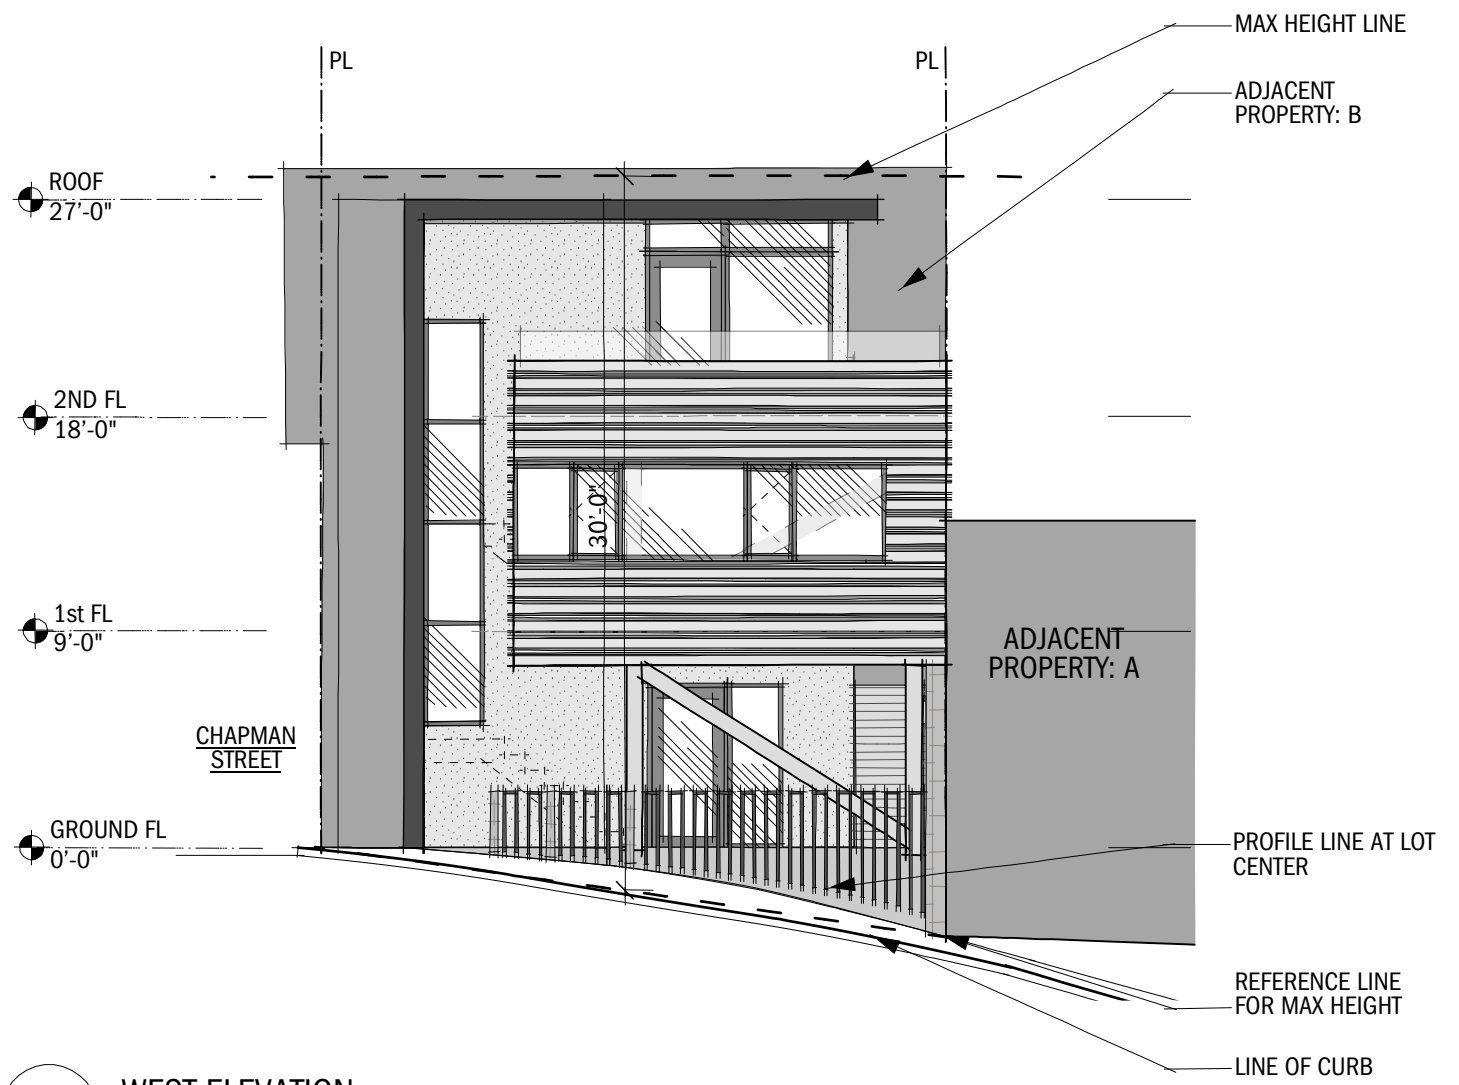 MAX HEIGHT LINE
PL
PL
ADJACENT
PROPERTY: B
ROOF
27'-0"
2ND FL
18'-0"
30'-0"
1st FL
9'-0"
ADJACENT
PROPERTY: A
CHAPMAN
STREET
GROUND FL
0'-0"
PROFILE LINE AT LOT
CENTER
REFERENCE LINE
FOR MAX HEIGHT
LINE OF CURB
WEST ELEVATION